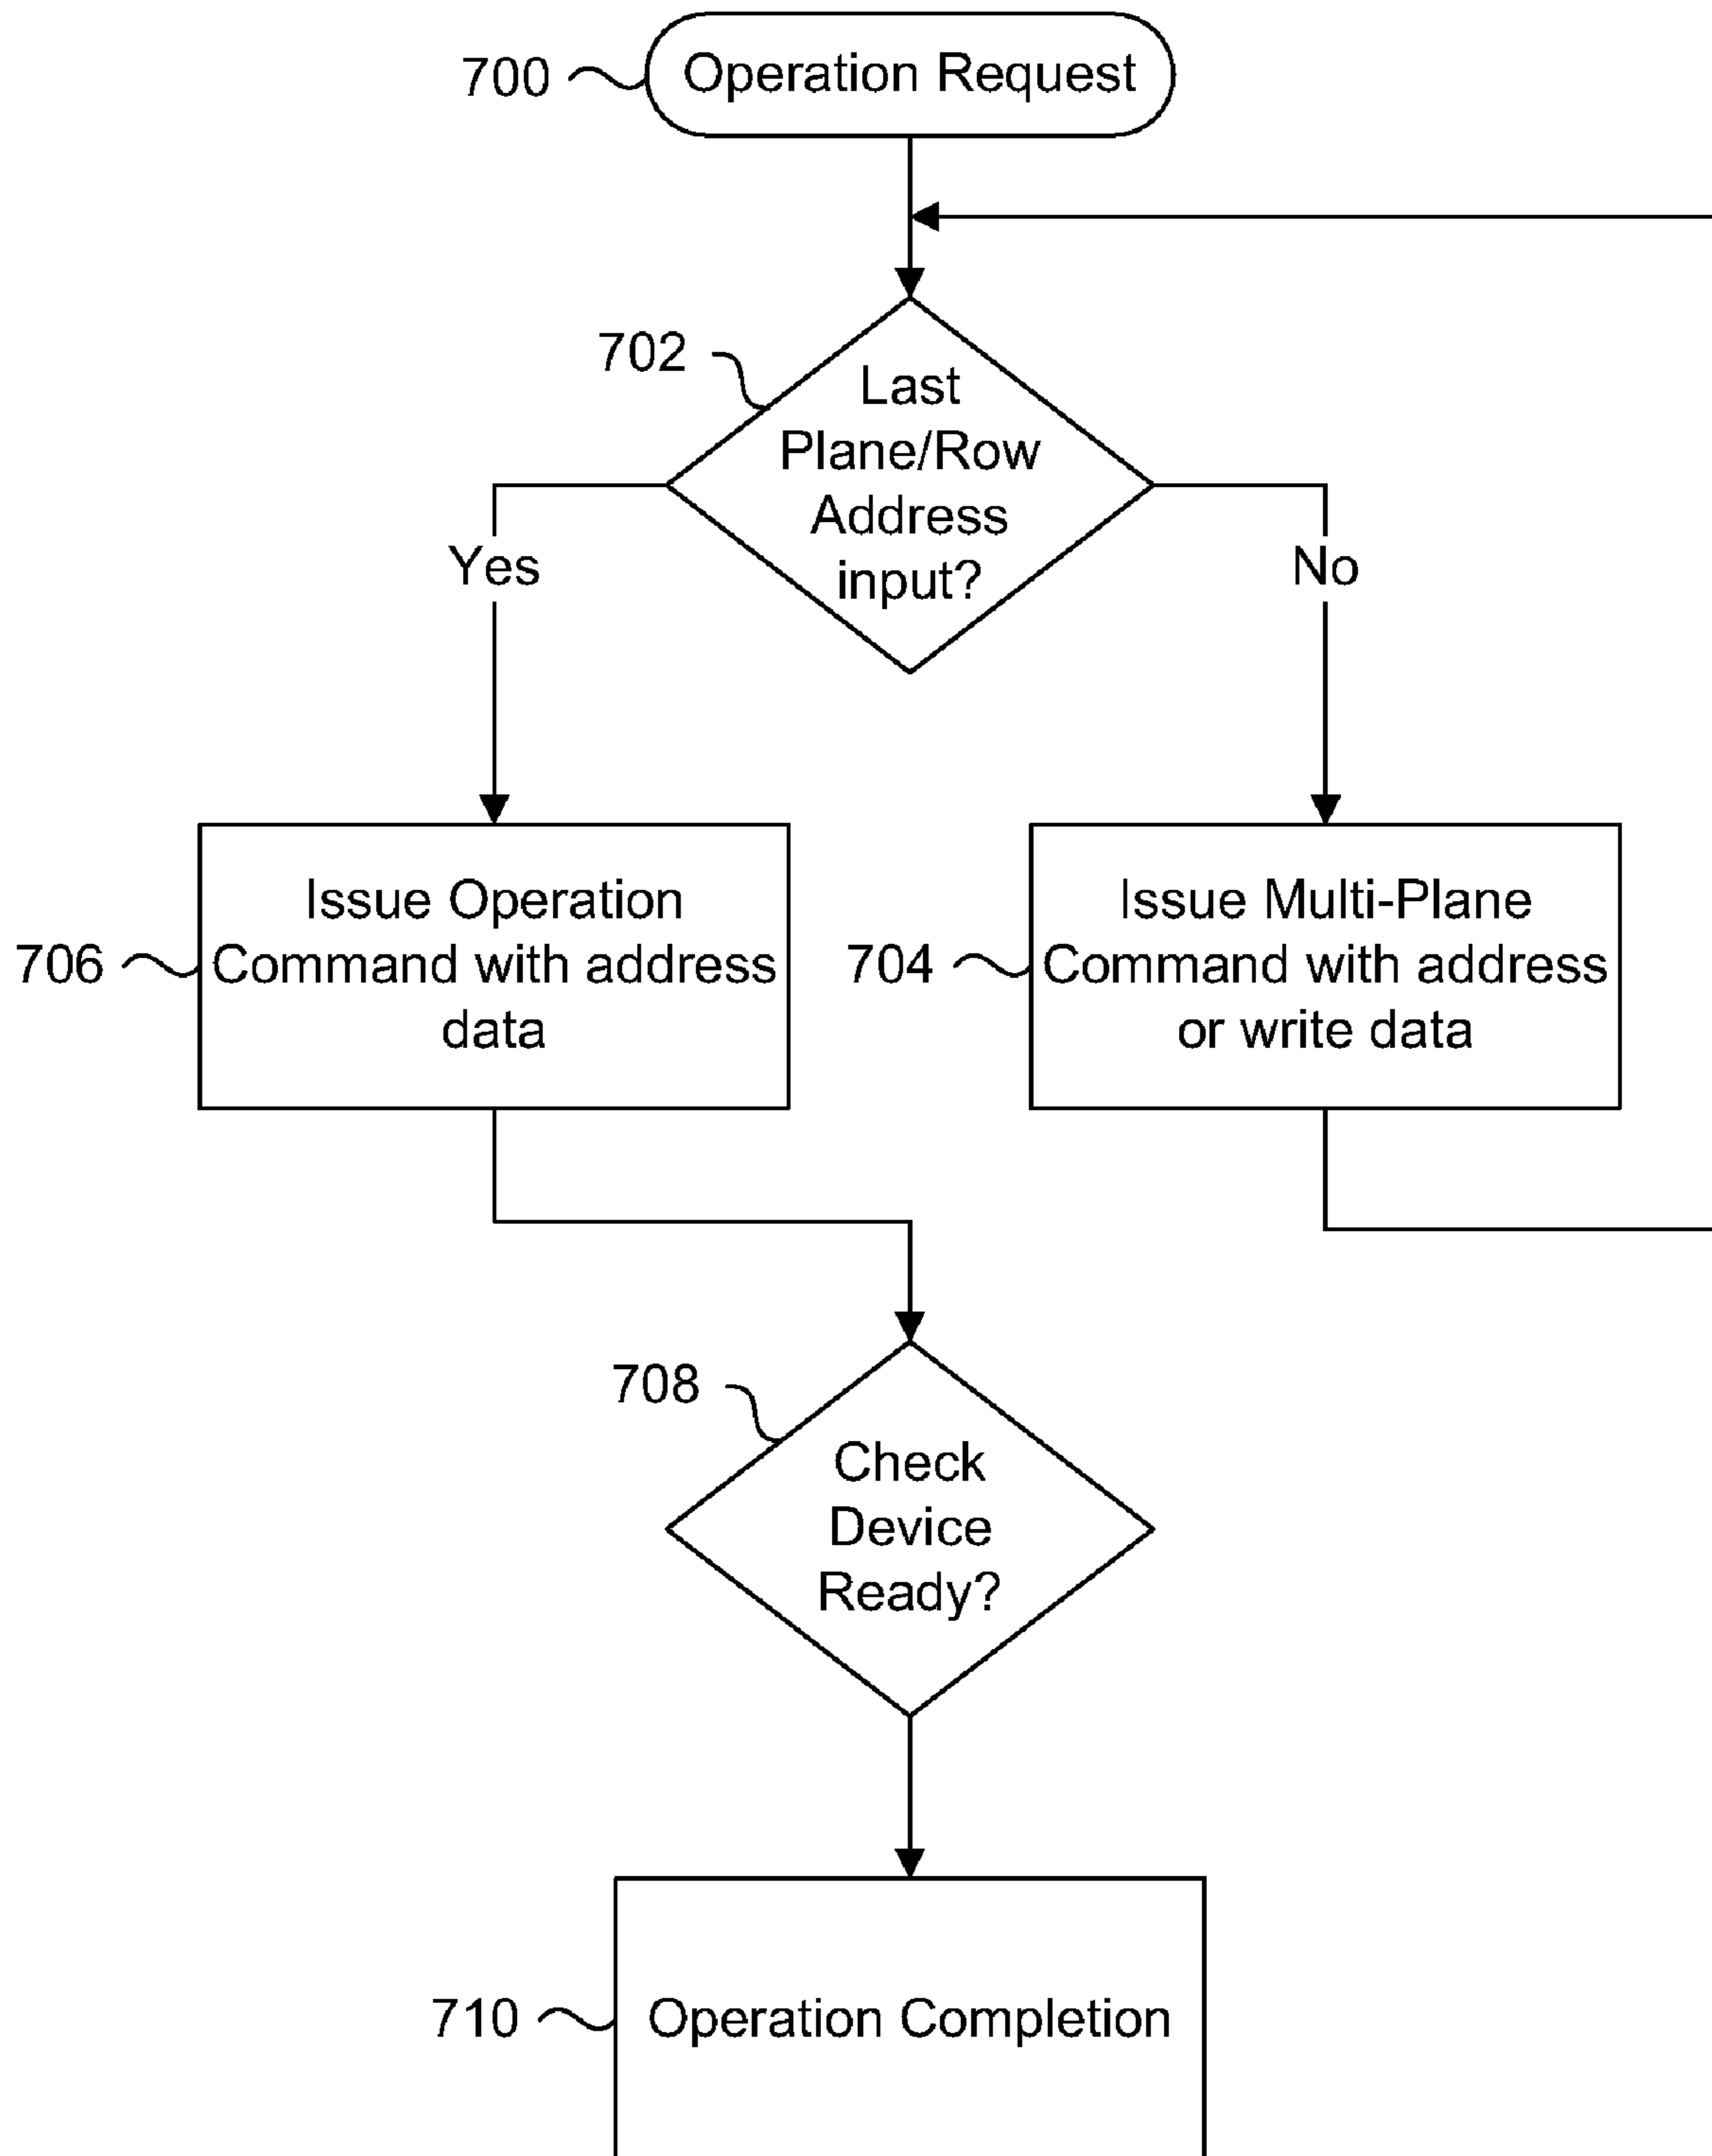 700
Operation Request
702
Last
Plane/Row
Address
input?
Yes
No
706
Issue Operation
Command with address
data
704
Issue Multi-Plane
Command with address
or write data
708
Check
Device
Ready?
710
Operation Completion